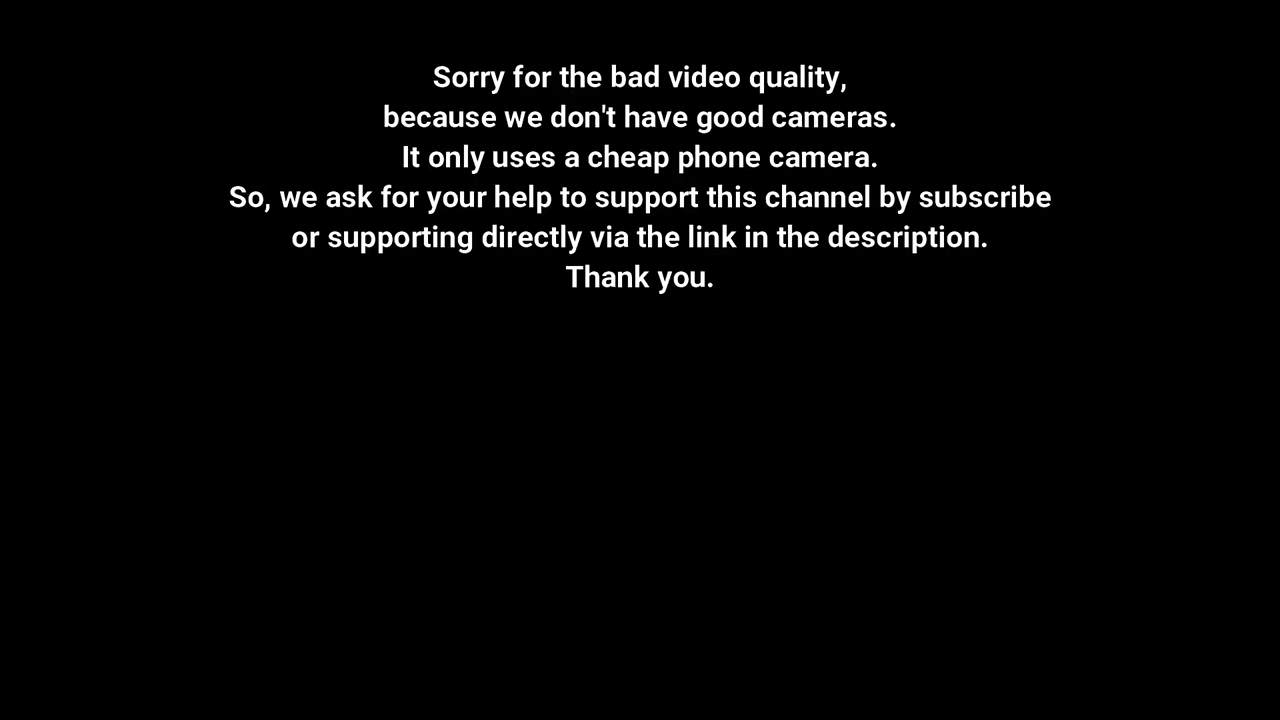 Sorry for the bad video quality,
because we don't have good cameras.
It only uses a cheap phone camera.
So, we ask for your help to support this channel by subscribe
or supporting directly via the link in the description.
Thank you.